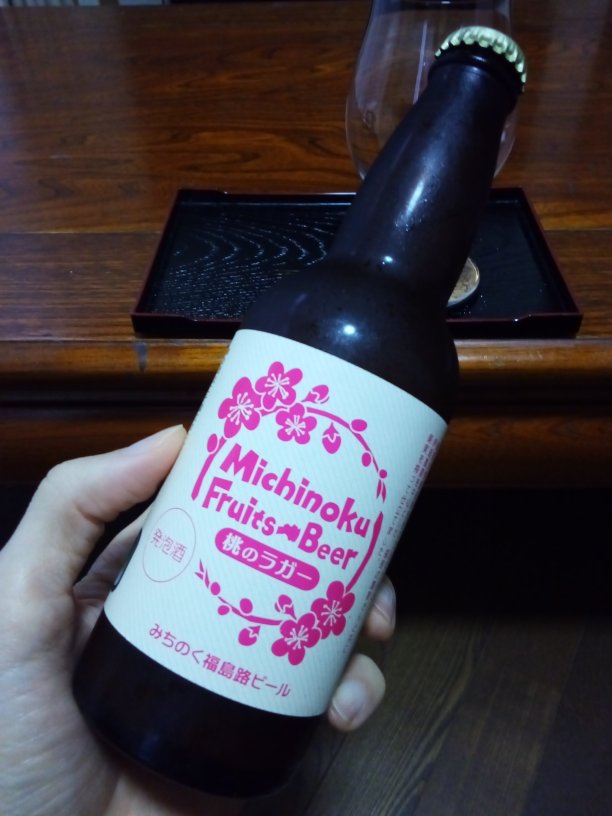 Michinoku
Fruits Beer
桃のラガー
発泡酒
みちのく福島路ビール